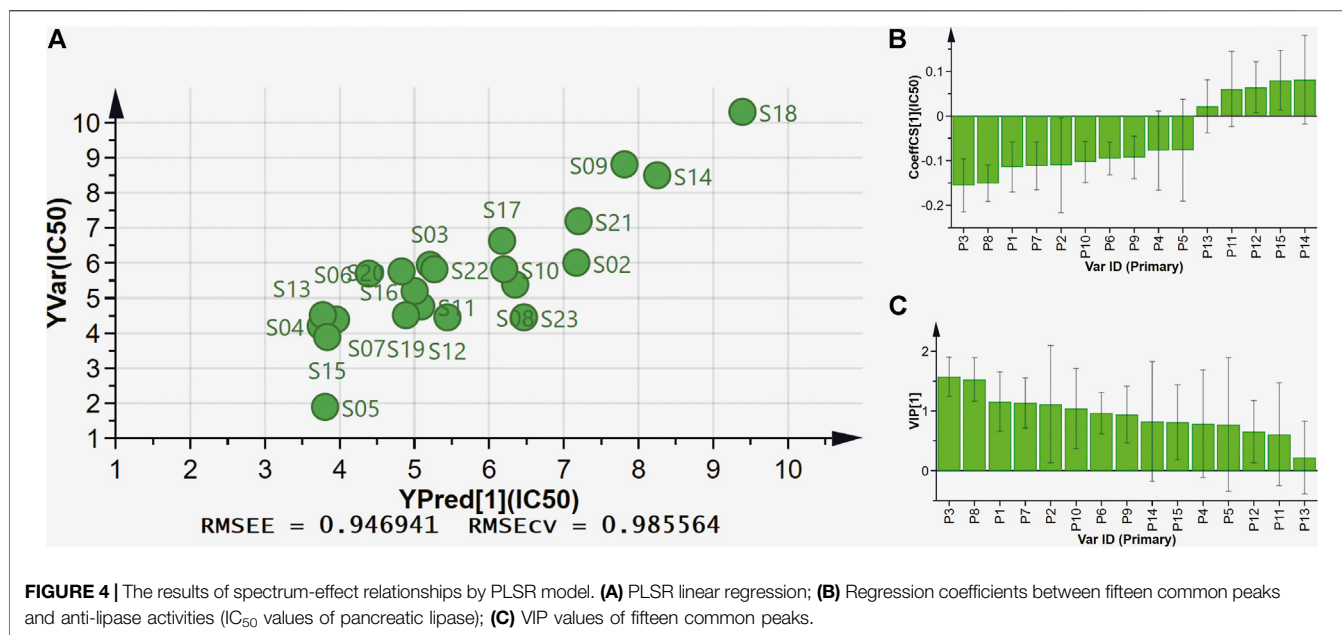 A
YVar(IC50)
10
9
8
7
6
5
4
3
2
1
S18
S09
S14
S17
S21
S03
S02
S06
S20
S22
S10
S13
S16
S11
S08
S23
S04
S07
S19
S12
S15
S05
1 2 3 4 5 6 7 8 9 10
YPred[1](IC50)
RMSEE = 0.946941 RMSEcv = 0.985564
B
CoeffCS[1](IC50)
0.1
0
-0.1
-0.2
P3 P8 P1 P7 P2 P10 P6 P9 P4 P5 P13 P11 P12 P15 P14
Var ID (Primary)
C
VIP[1]
2
1
0
P3 P8 P1 P7 P2 P10 P6 P9 P14 P15 P4 P5 P12 P11 P13
Var ID (Primary)
FIGURE 4 | The results of spectrum-effect relationships by PLSR model. (A) PLSR linear regression; (B) Regression coefficients between fifteen common peaks
and anti-lipase activities (IC50 values of pancreatic lipase); (C) VIP values of fifteen common peaks.